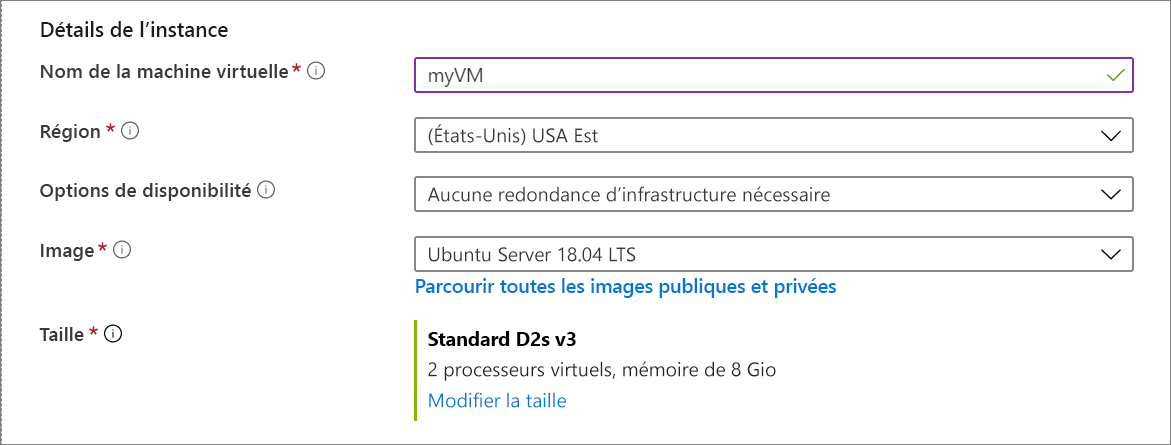 Détails de l’instance
Nom de la machine virtuelle *
myVM
Région *
(États-Unis) USA Est
Options de disponibilité
Aucune redondance d’infrastructure nécessaire
Image *
Ubuntu Server 18.04 LTS
Parcourir toutes les images publiques et privées
Taille *
Standard D2s v3
2 processeurs virtuels, mémoire de 8 Gio
Modifier la taille